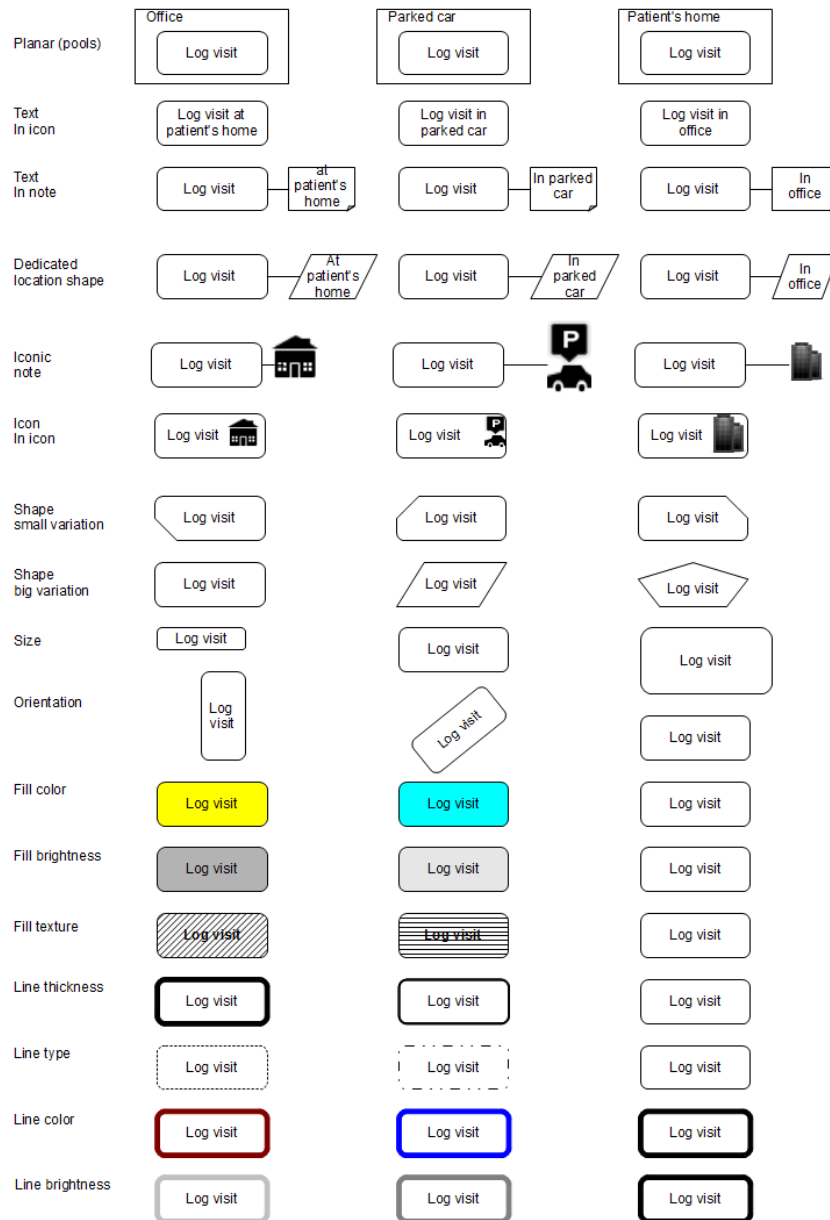 Office
Parked car
Patient's home
Planar (pools)
Log visit
Log visit
Log visit
Text
In icon
Log visit at
patient's home
Log visit in
parked car
Log visit in
office
Text
In note
Log visit
at
patient's
home
Log visit
In parked
car
Log visit
In
office
Dedicated
location shape
Log visit
At
patient's
home
Log visit
In
parked
car
Log visit
In
office
Iconic
note
Log visit
Log visit
P
Log visit
Icon
In icon
Log visit
Log visit
P
Log visit
Shape
small variation
Log visit
Log visit
Log visit
Shape
big variation
Log visit
Log visit
Log visit
Size
Log visit
Log visit
Log visit
Orientation
Log
visit
Log visit
Log visit
Fill color
Log visit
Log visit
Log visit
Fill brightness
Log visit
Log visit
Log visit
Fill texture
Log visit
Log visit
Log visit
Line thickness
Log visit
Log visit
Log visit
Line type
Log visit
Log visit
Log visit
Line color
Log visit
Log visit
Log visit
Line brightness
Log visit
Log visit
Log visit